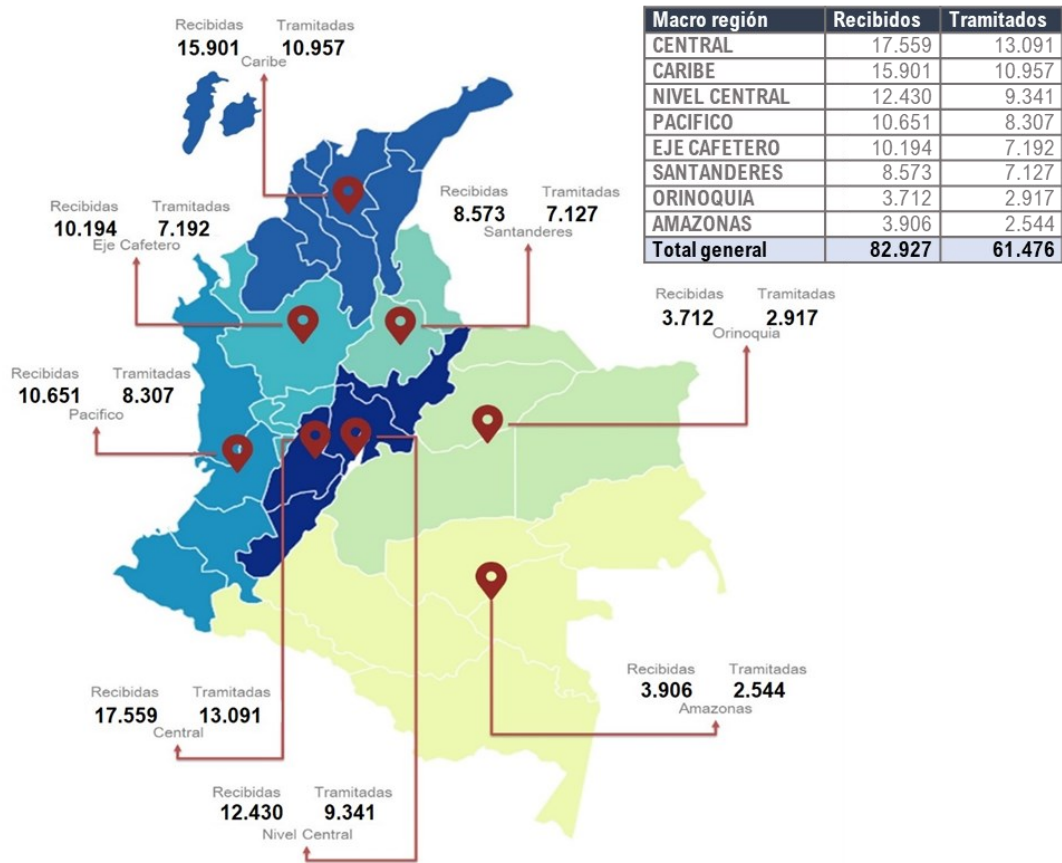 Recibidas Tramitadas
15.901 10.957
Caribe
Macro región Recibidos Tramitados
CENTRAL 17.559 13.091
CARIBE 15.901 10.957
NIVEL CENTRAL 12.430 9.341
PACIFICO 10.651 8.307
EJE CAFETERO 10.194 7.192
SANTANDERES 8.573 7.127
ORINOQUIA 3.712 2.917
AMAZONAS 3.906 2.544
Total general 82.927 61.476
Recibidas Tramitadas
8.573 7.127
Santanderes
Recibidas Tramitadas
10.194 7.192
Eje Cafetero
Recibidas Tramitadas
3.712 2.917
Orinoquia
Recibidas Tramitadas
10.651 8.307
Pacifico
Recibidas Tramitadas
3.906 2.544
Amazonas
Recibidas Tramitadas
17.559 13.091
Central
Recibidas Tramitadas
12.430 9.341
Nivel Central